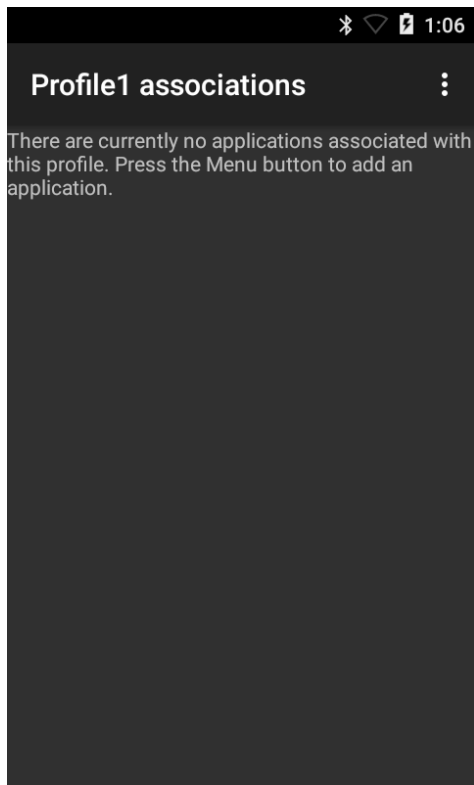 1:06
Profile1 associations
There are currently no applications associated with
this profile. Press the Menu button to add an
application.